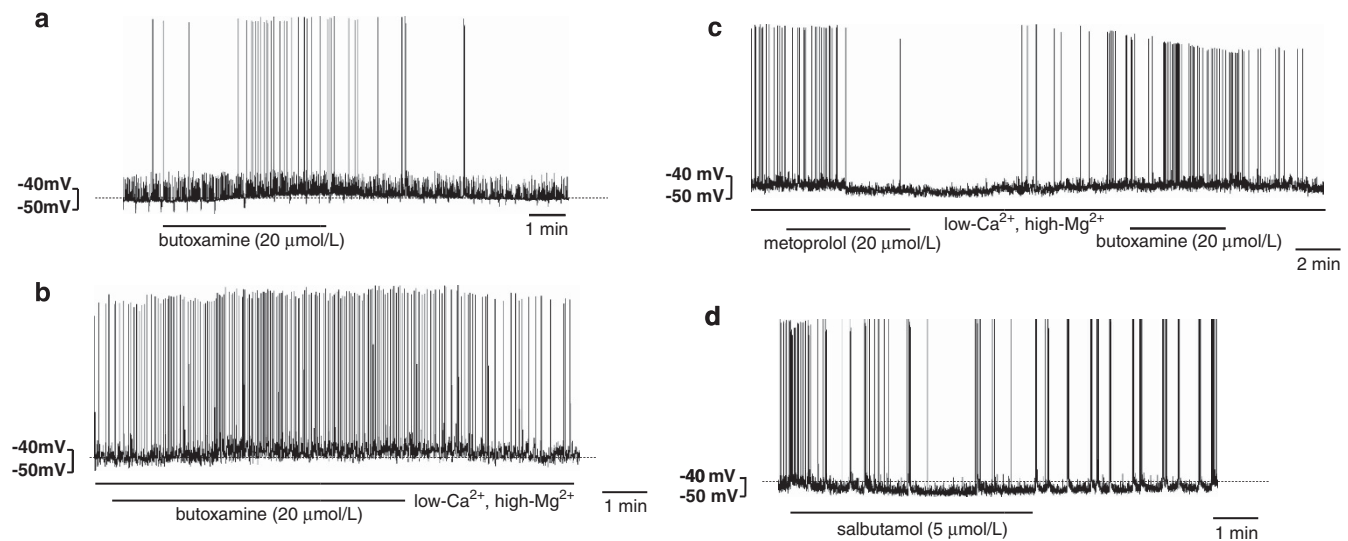 a
-40mV
-50mV
1 min
butoxamine (20 µmol/L)
b
-40mV
-50mV
low-Ca²⁺, high-Mg²⁺
butoxamine (20 µmol/L)
1 min
c
-40 mV
-50 mV
low-Ca²⁺, high-Mg²⁺
metoprolol (20 µmol/L)
butoxamine (20 µmol/L)
2 min
d
-40 mV
-50 mV
salbutamol (5 µmol/L)
1 min